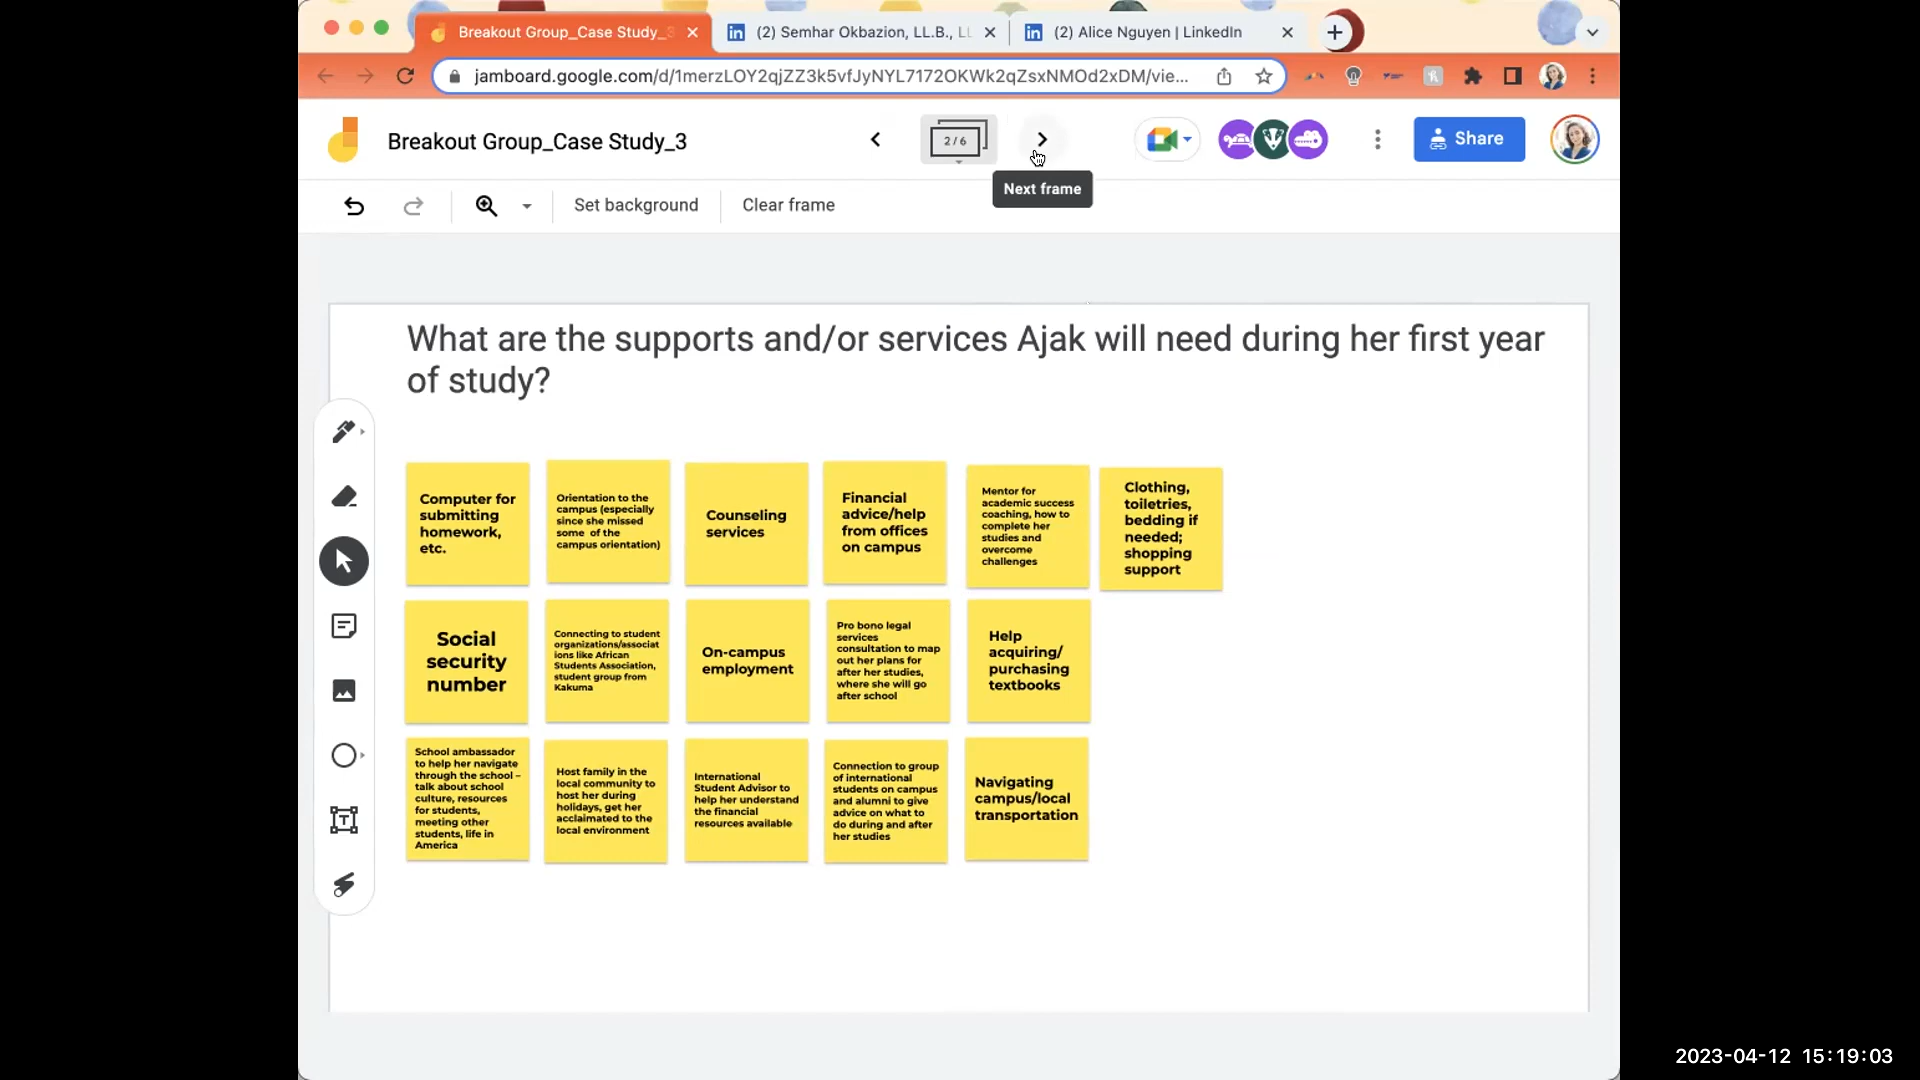 Breakout Group_Case Study_3
(2) Semhar Okbazion, LL.B., LL
(2) Alice Nguyen | LinkedIn
jamboard.google.com/d/1merzLOY2qjZZ3k5vfJyNYL7172OKWk2qZsxNMOd2xDM/vie...
Breakout Group_Case Study_3
2 / 6
Share
Next frame
Set background
Clear frame
What are the supports and/or services Ajak will need during her first year
of study?
Computer for
submitting
homework,
etc.
Orientation to the
campus (especially
since she missed
some of the
campus orientation)
Counseling
services
Financial
advice/help
from offices
on campus
Mentor for
academic success
coaching, how to
complete her
studies and
overcome
challenges
Clothing,
toiletries,
bedding if
needed;
shopping
support
Social
security
number
Connecting to student
organizations/associat
ions like African
Students Association,
student group from
Kakuma
On-campus
employment
Pro bono legal
services
consultation to map
out her plans for
after her studies,
where she will go
after school
Help
acquiring/
purchasing
textbooks
School ambassador
to help her navigate
through the school –
talk about school
culture, resources
for students,
meeting other
students, life in
America
Host family in the
local community to
host her during
holidays, get her
acclaimated to the
local environment
International
Student Advisor to
help her understand
the financial
resources available
Connection to group
of international
students on campus
and alumni to give
advice on what to
do during and after
her studies
Navigating
campus/local
transportation
2023-04-12 15:19:03